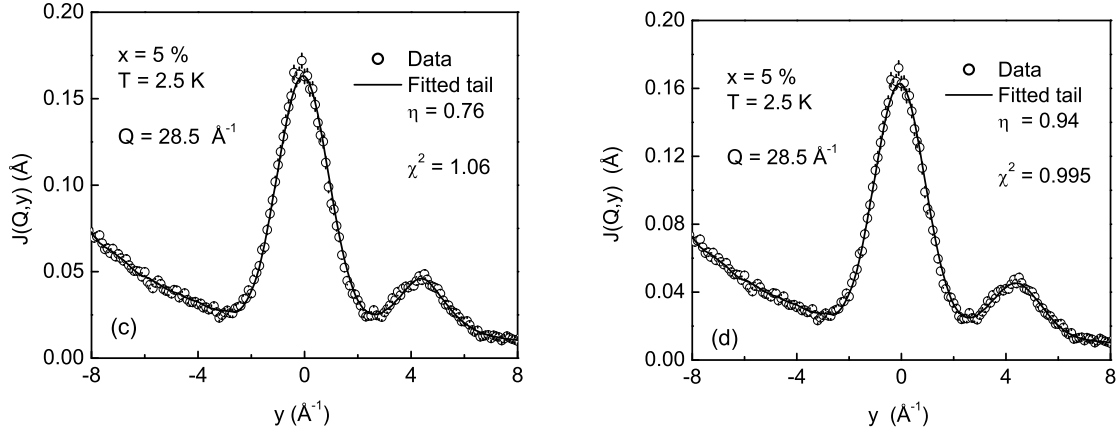 0.20
x = 5 %
T = 2.5 K
Q = 28.5 Å-1
Data
Fitted tail
η = 0.76
χ2 = 1.06
0.15
0.10
0.05
0.00
J(Q,y) (Å)
(c)
-8 -4 0 4 8
y (Å-1)
0.20
x = 5 %
T = 2.5 K
Q = 28.5 Å-1
Data
Fitted tail
η = 0.94
χ2 = 0.995
0.16
0.12
0.08
0.04
0.00
J(Q,y) (Å)
(d)
-8 -4 0 4 8
y (Å-1)